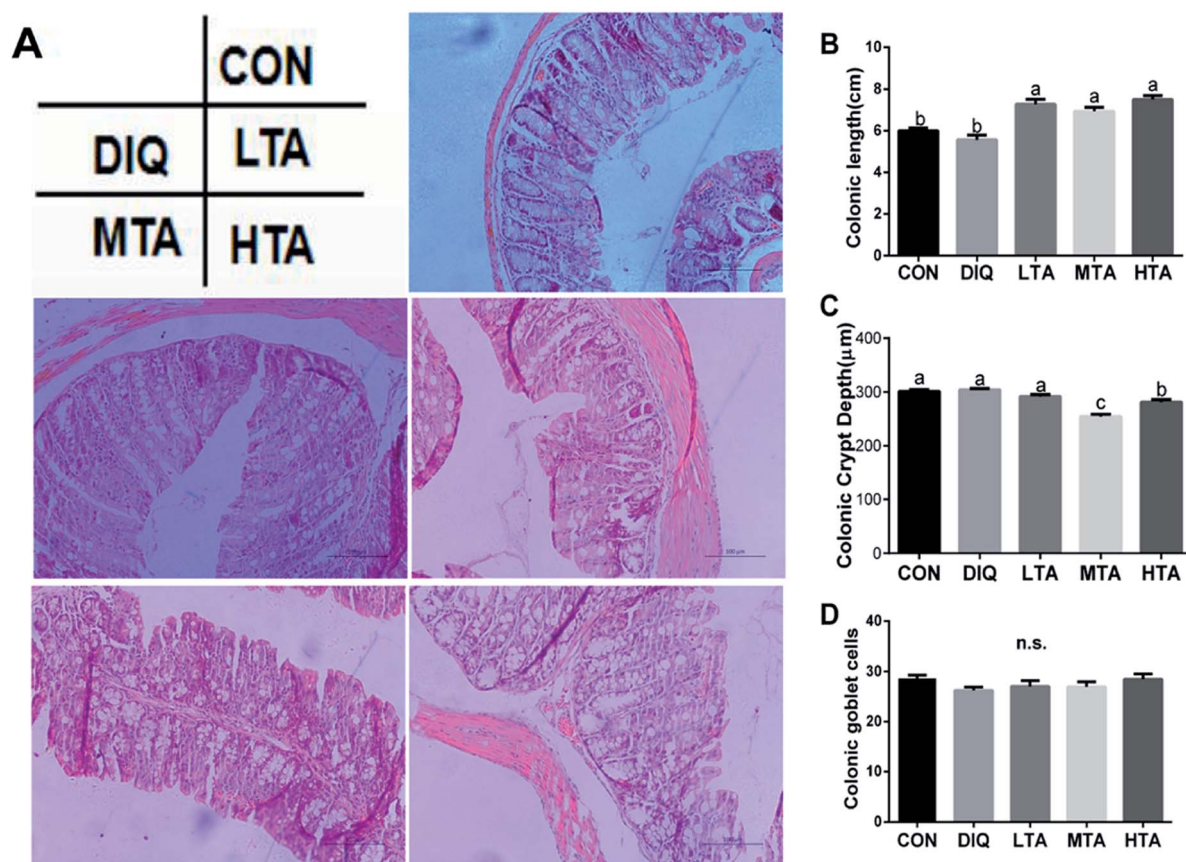 A
CON
DIQ LTA
MTA HTA
100 μm
B
Colonic length(cm)
10
8
6
4
2
0
b b a a a
CON DIQ LTA MTA HTA
C
Colonic Crypt Depth(μm)
400
300
200
100
0
a a a c b
CON DIQ LTA MTA HTA
D
Colonic goblet cells
40
30
20
10
0
n.s.
CON DIQ LTA MTA HTA